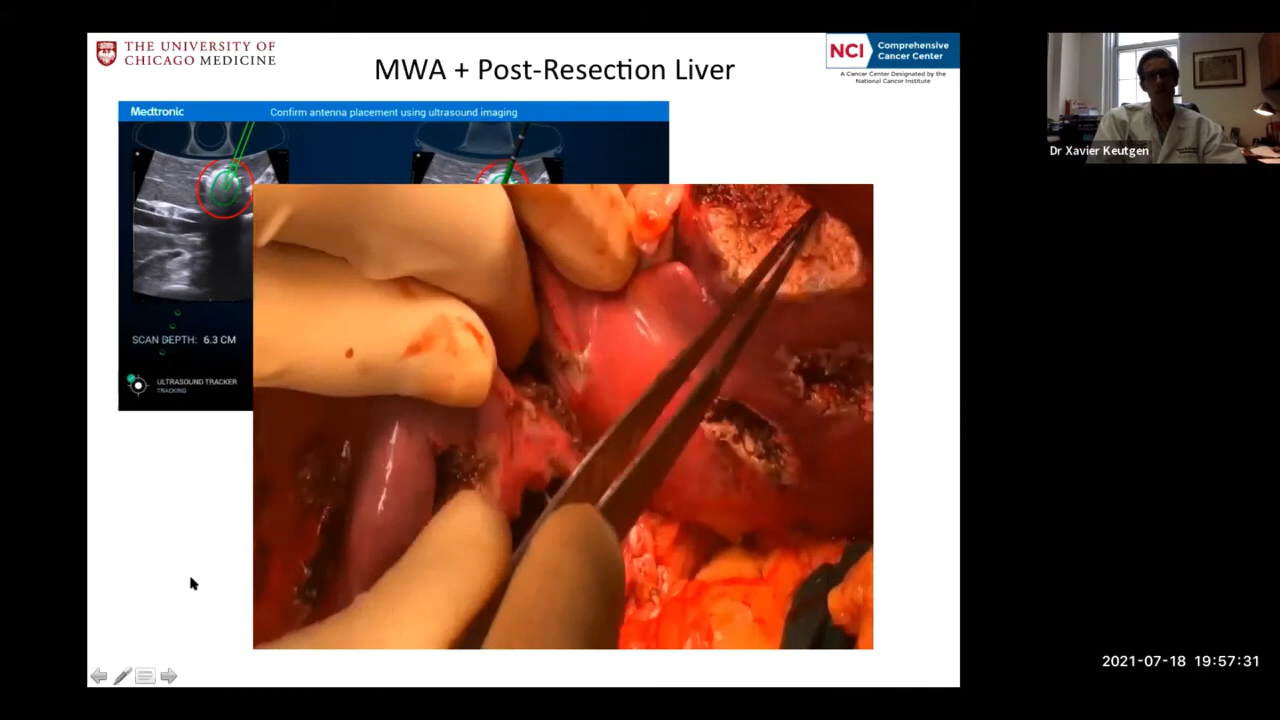 THE UNIVERSITY OF
CHICAGO MEDICINE
MWA + Post-Resection Liver
NCI
Comprehensive
Cancer Center
A Cancer Center Designated by the
National Cancer Institute
Medtronic
Confirm antenna placement using ultrasound imaging
SCAN DEPTH: 6.3 CM
ULTRASOUND TRACKER
TRACKING
Dr Xavier Keutgen
2021-07-18 19:57:31